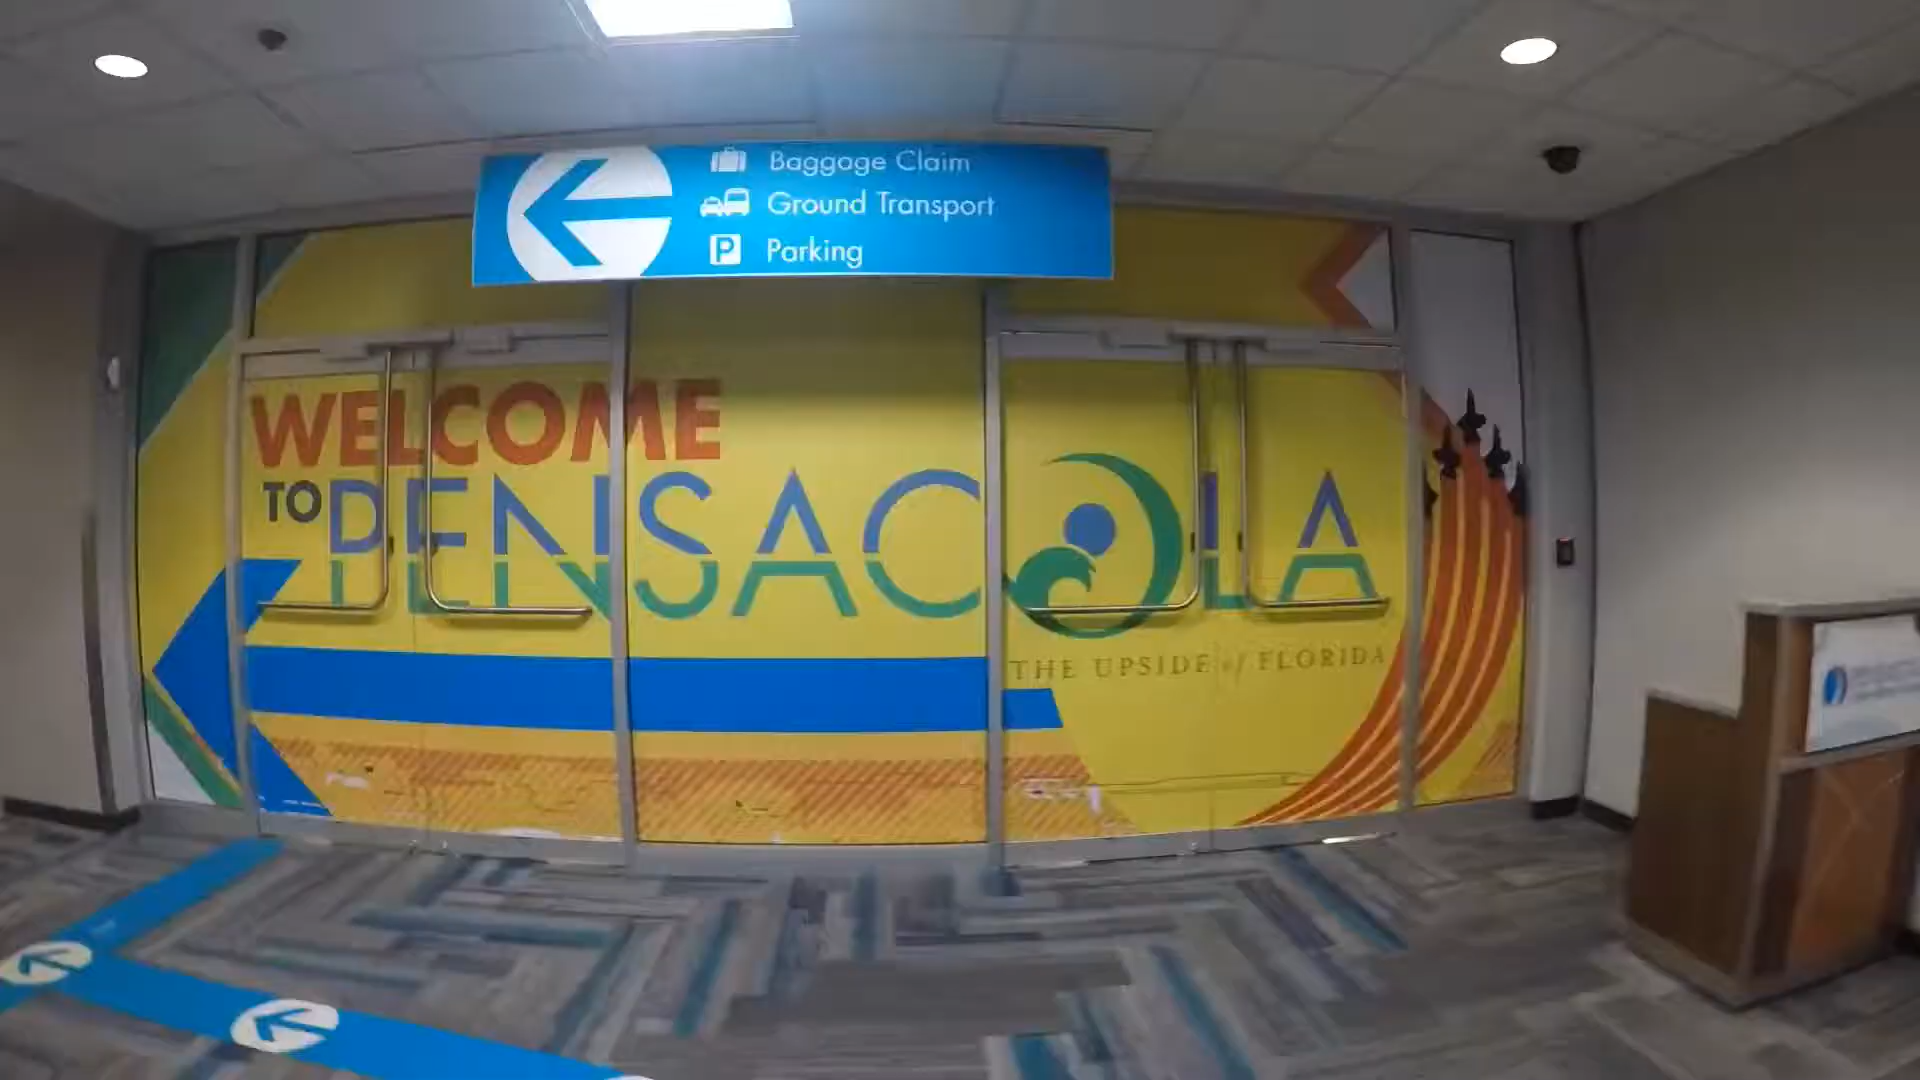 Baggage Claim
Ground Transport
P Parking
WELCOME
TO PENSACOLA
THE UPSIDE of FLORIDA